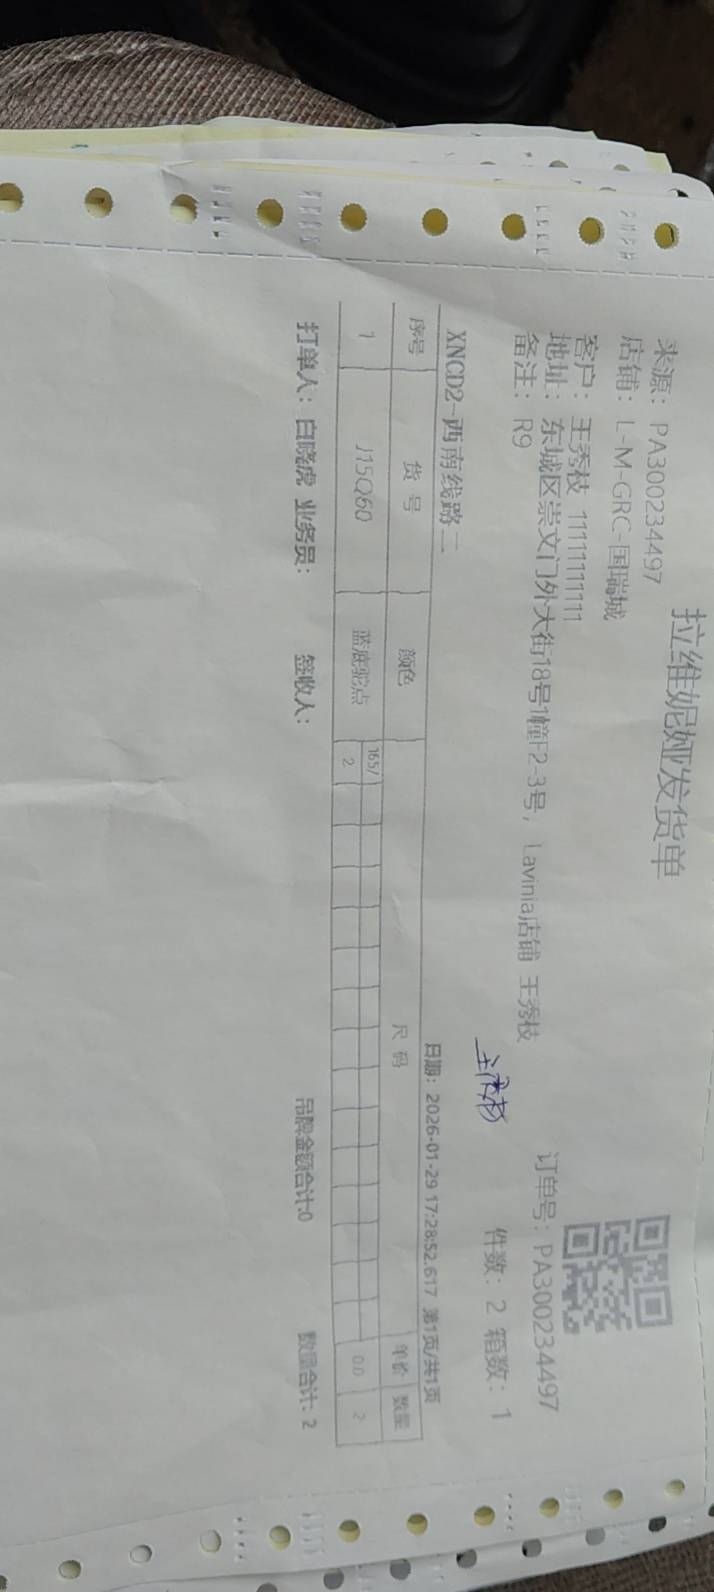 拉维妮娅发货单
来源：PA300234497
店铺：L-M-GRC-国瑞城
客户：王秀枝 11111111111
订单号：PA300234497
地址：东城区崇文门外大街18号1幢F2-3号，Lavinia店铺 王秀枝
备注：R9
件数：2 箱数：1
XNCD2-西南线路二
日期：2026-01-29 17:28:52.617 第1页/共1页
序号 货号 颜色 尺码 单价 数量
165/
1 J15Q60 蓝底驼点 2 0.0 2
打单人：白晓虎 业务员： 签收人： 吊牌金额合计:0 数量合计: 2